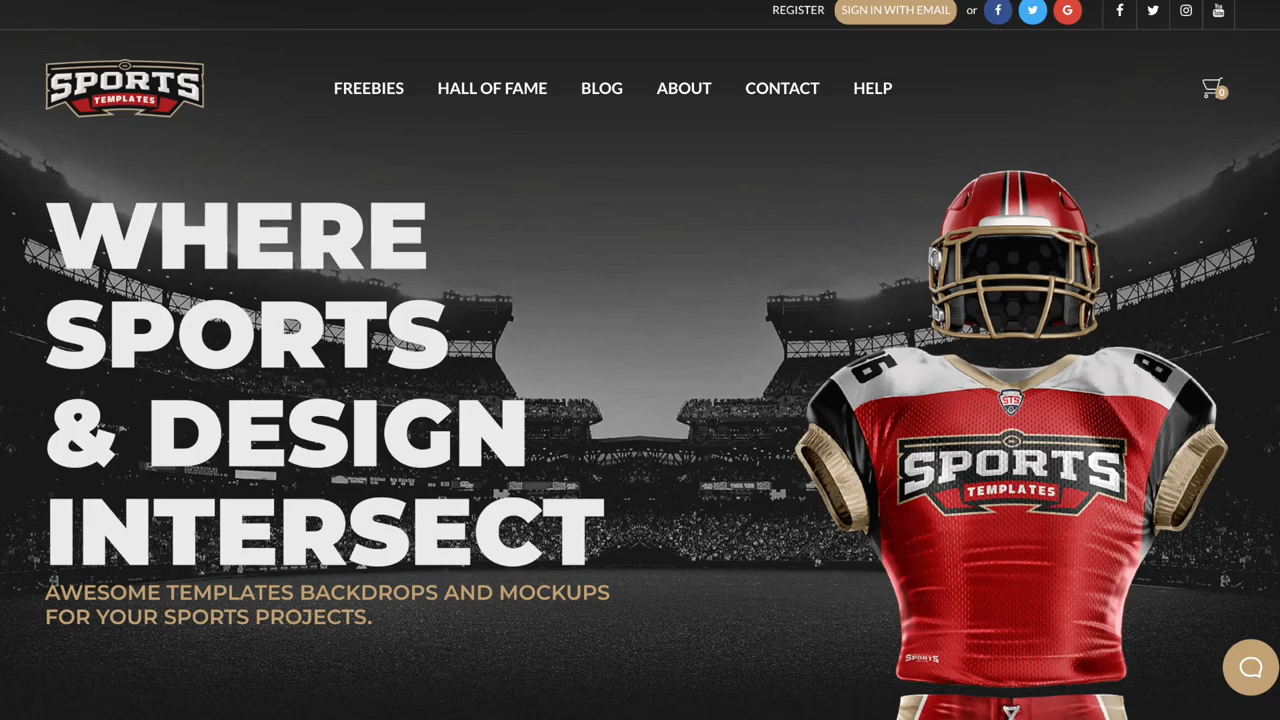 REGISTER SIGN IN WITH EMAIL or
SPORTS
TEMPLATES
FREEBIES HALL OF FAME BLOG ABOUT CONTACT HELP
0
WHERE
SPORTS
& DESIGN
INTERSECT
AWESOME TEMPLATES BACKDROPS AND MOCKUPS
FOR YOUR SPORTS PROJECTS.
STS
SPORTS
TEMPLATES
SPORTS